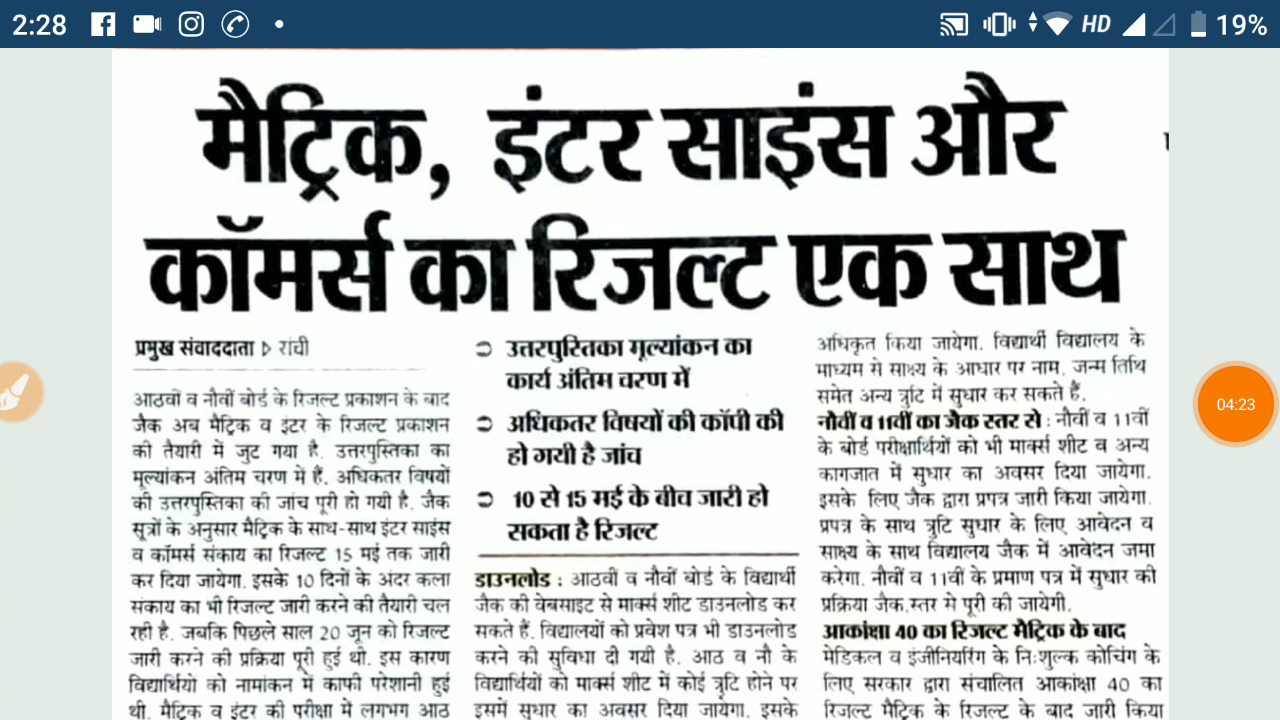 2:28
HD
19%
मैट्रिक, इंटर साइंस और
कॉमर्स का रिजल्ट एक साथ
प्रमुख संवाददाता ▷ रांची
आठवीं व नौवीं बोर्ड के रिजल्ट प्रकाशन के बाद
जैक अब मैट्रिक व इंटर के रिजल्ट प्रकाशन
की तैयारी में जुट गया है. उत्तरपुस्तिका का
मूल्यांकन अंतिम चरण में हैं. अधिकतर विषयों
की उत्तरपुस्तिका की जांच पूरी हो गयी है. जैक
सूत्रों के अनुसार मैट्रिक के साथ-साथ इंटर साइंस
व कॉमर्स संकाय का रिजल्ट 15 मई तक जारी
कर दिया जायेगा. इसके 10 दिनों के अंदर कला
संकाय का भी रिजल्ट जारी करने की तैयारी चल
रही है. जबकि पिछले साल 20 जून को रिजल्ट
जारी करने की प्रक्रिया पूरी हुई थी. इस कारण
विद्यार्थियों को नामांकन में काफी परेशानी हुई
थी. मैट्रिक व इंटर की परीक्षा में लगभग आठ
उत्तरपुस्तिका मूल्यांकन का
कार्य अंतिम चरण में
अधिकतर विषयों की कॉपी की
हो गयी है जांच
10 से 15 मई के बीच जारी हो
सकता है रिजल्ट
डाउनलोड : आठवीं व नौवीं बोर्ड के विद्यार्थी
जैक की वेबसाइट से मार्क्स शीट डाउनलोड कर
सकते हैं. विद्यालयों को प्रवेश पत्र भी डाउनलोड
करने की सुविधा दी गयी है. आठ व नौ के
विद्यार्थियों को मार्क्स शीट में कोई त्रुटि होने पर
इसमें सुधार का अवसर दिया जायेगा. इसके
अधिकृत किया जायेगा. विद्यार्थी विद्यालय के
माध्यम से साक्ष्य के आधार पर नाम, जन्म तिथि
समेत अन्य त्रुटि में सुधार कर सकते हैं.
नौवीं व 11वीं का जैक स्तर से : नौवीं व 11वीं
के बोर्ड परीक्षार्थियों को भी मार्क्स शीट व अन्य
कागजात में सुधार का अवसर दिया जायेगा.
इसके लिए जैक द्वारा प्रपत्र जारी किया जायेगा.
प्रपत्र के साथ त्रुटि सुधार के लिए आवेदन व
साक्ष्य के साथ विद्यालय जैक में आवेदन जमा
करेगा. नौवीं व 11वीं के प्रमाण पत्र में सुधार की
प्रक्रिया जैक स्तर से पूरी की जायेगी.
आकांक्षा 40 का रिजल्ट मैट्रिक के बाद
मेडिकल व इंजीनियरिंग के निःशुल्क कोचिंग के
लिए सरकार द्वारा संचालित आकांक्षा 40 का
रिजल्ट मैट्रिक के रिजल्ट के बाद जारी किया
04:23